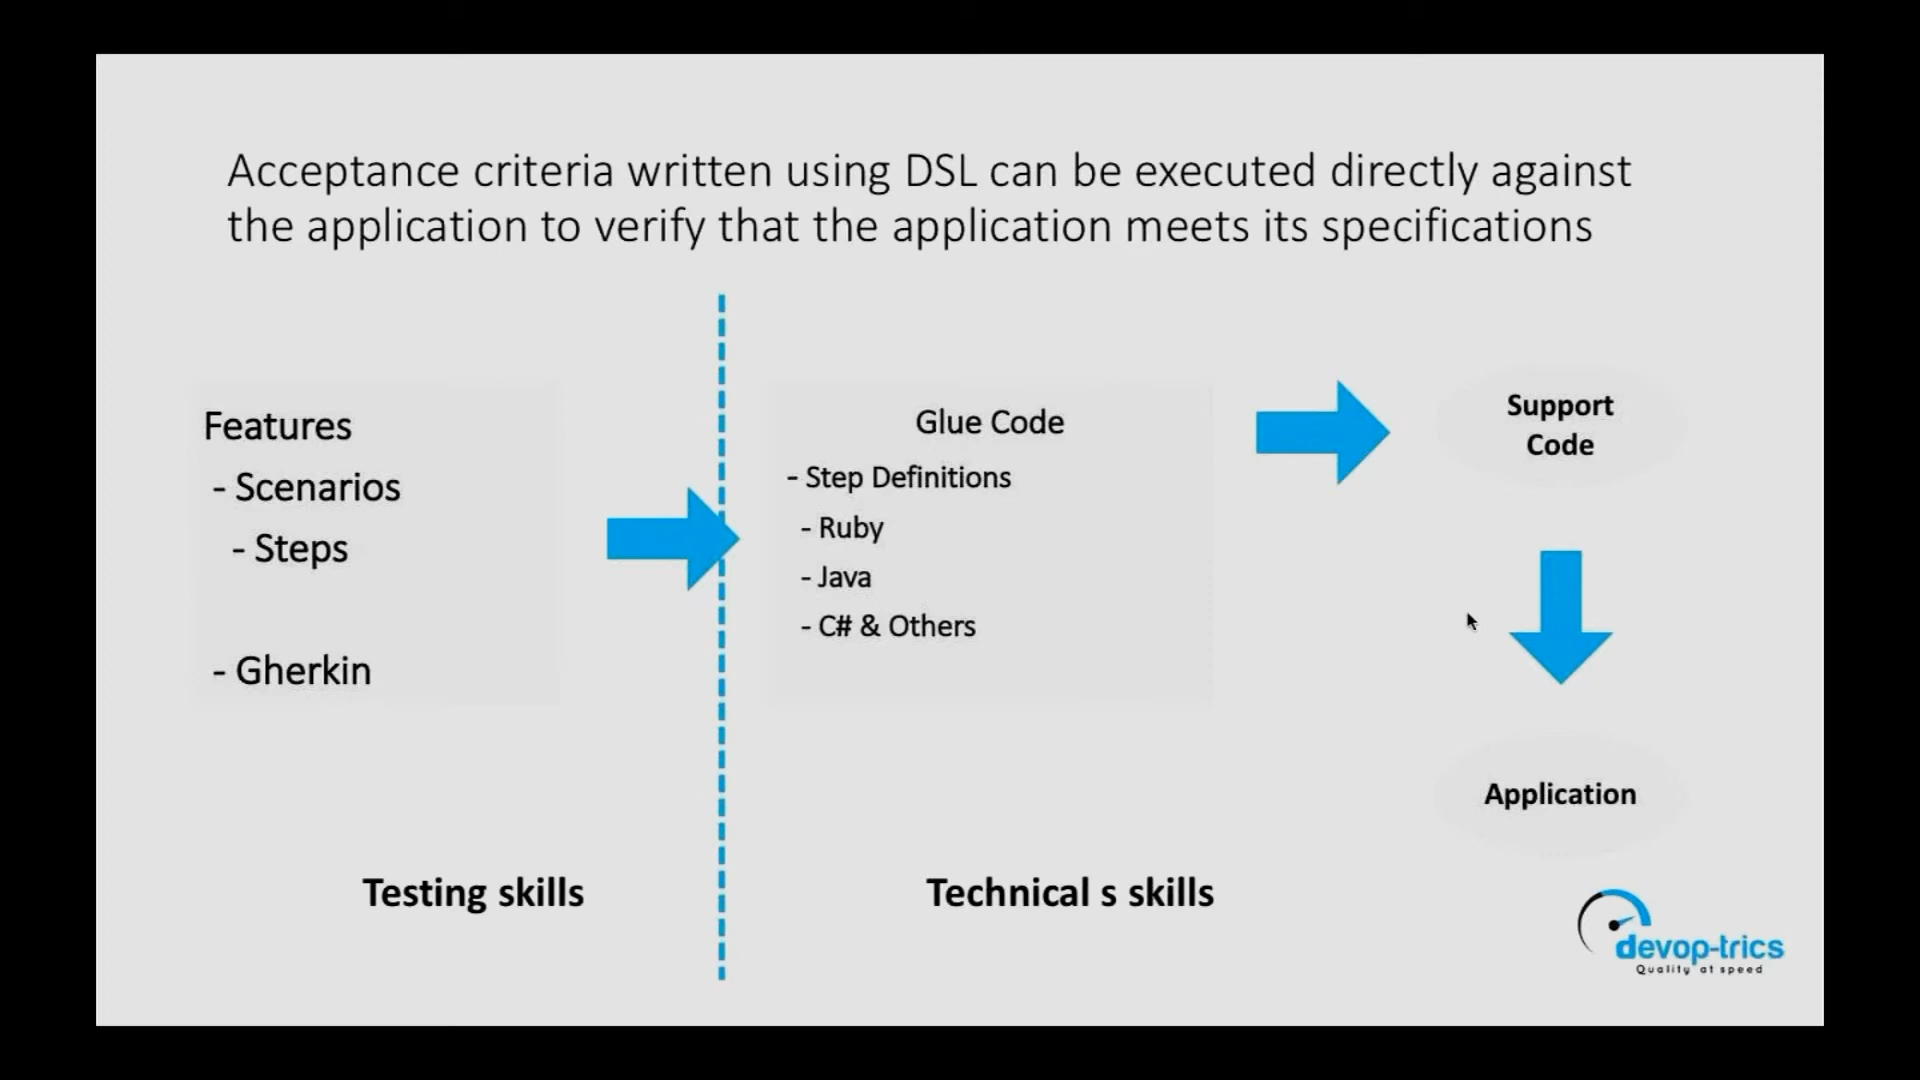 Acceptance criteria written using DSL can be executed directly against
the application to verify that the application meets its specifications
Features
- Scenarios
- Steps
- Gherkin
Glue Code
- Step Definitions
- Ruby
- Java
- C# & Others
Support
Code
Application
Testing skills
Technical s skills
devop-trics
Quality at speed